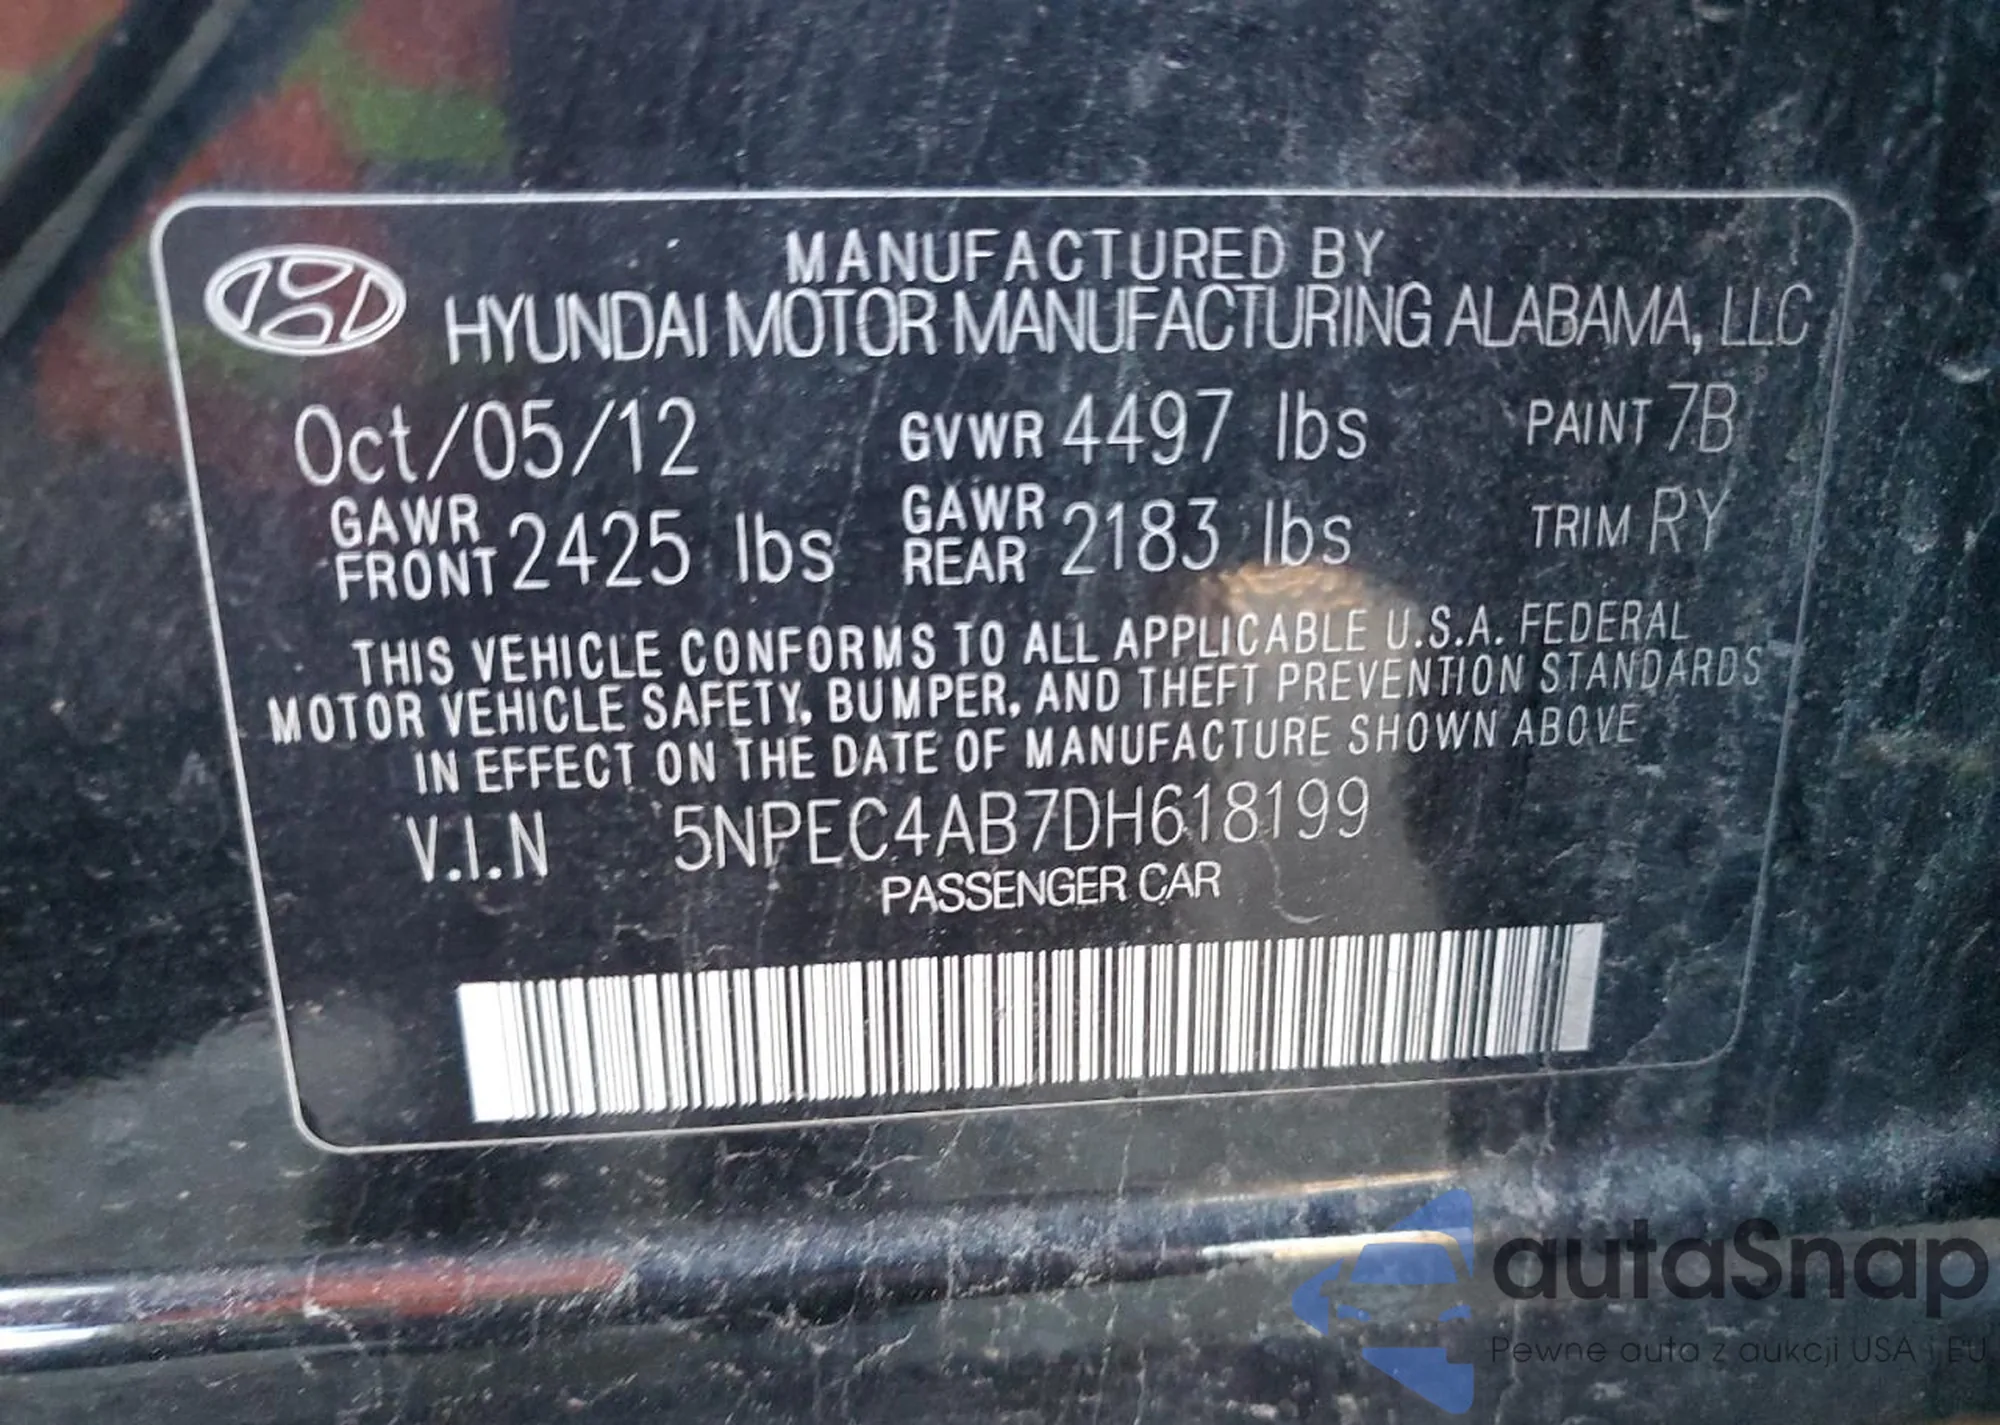 MANUFACTURED BY
HYUNDAI MOTOR MANUFACTURING ALABAMA, LLC
Oct/05/12 GVWR 4497 lbs PAINT 7B
GAWR FRONT 2425 lbs GAWR REAR 2183 lbs TRIM RY
THIS VEHICLE CONFORMS TO ALL APPLICABLE U.S.A. FEDERAL
MOTOR VEHICLE SAFETY, BUMPER, AND THEFT PREVENTION STANDARDS
IN EFFECT ON THE DATE OF MANUFACTURE SHOWN ABOVE
V.I.N 5NPEC4AB7DH618199
PASSENGER CAR
autaSnap
Pewne auta z aukcji USA i EU